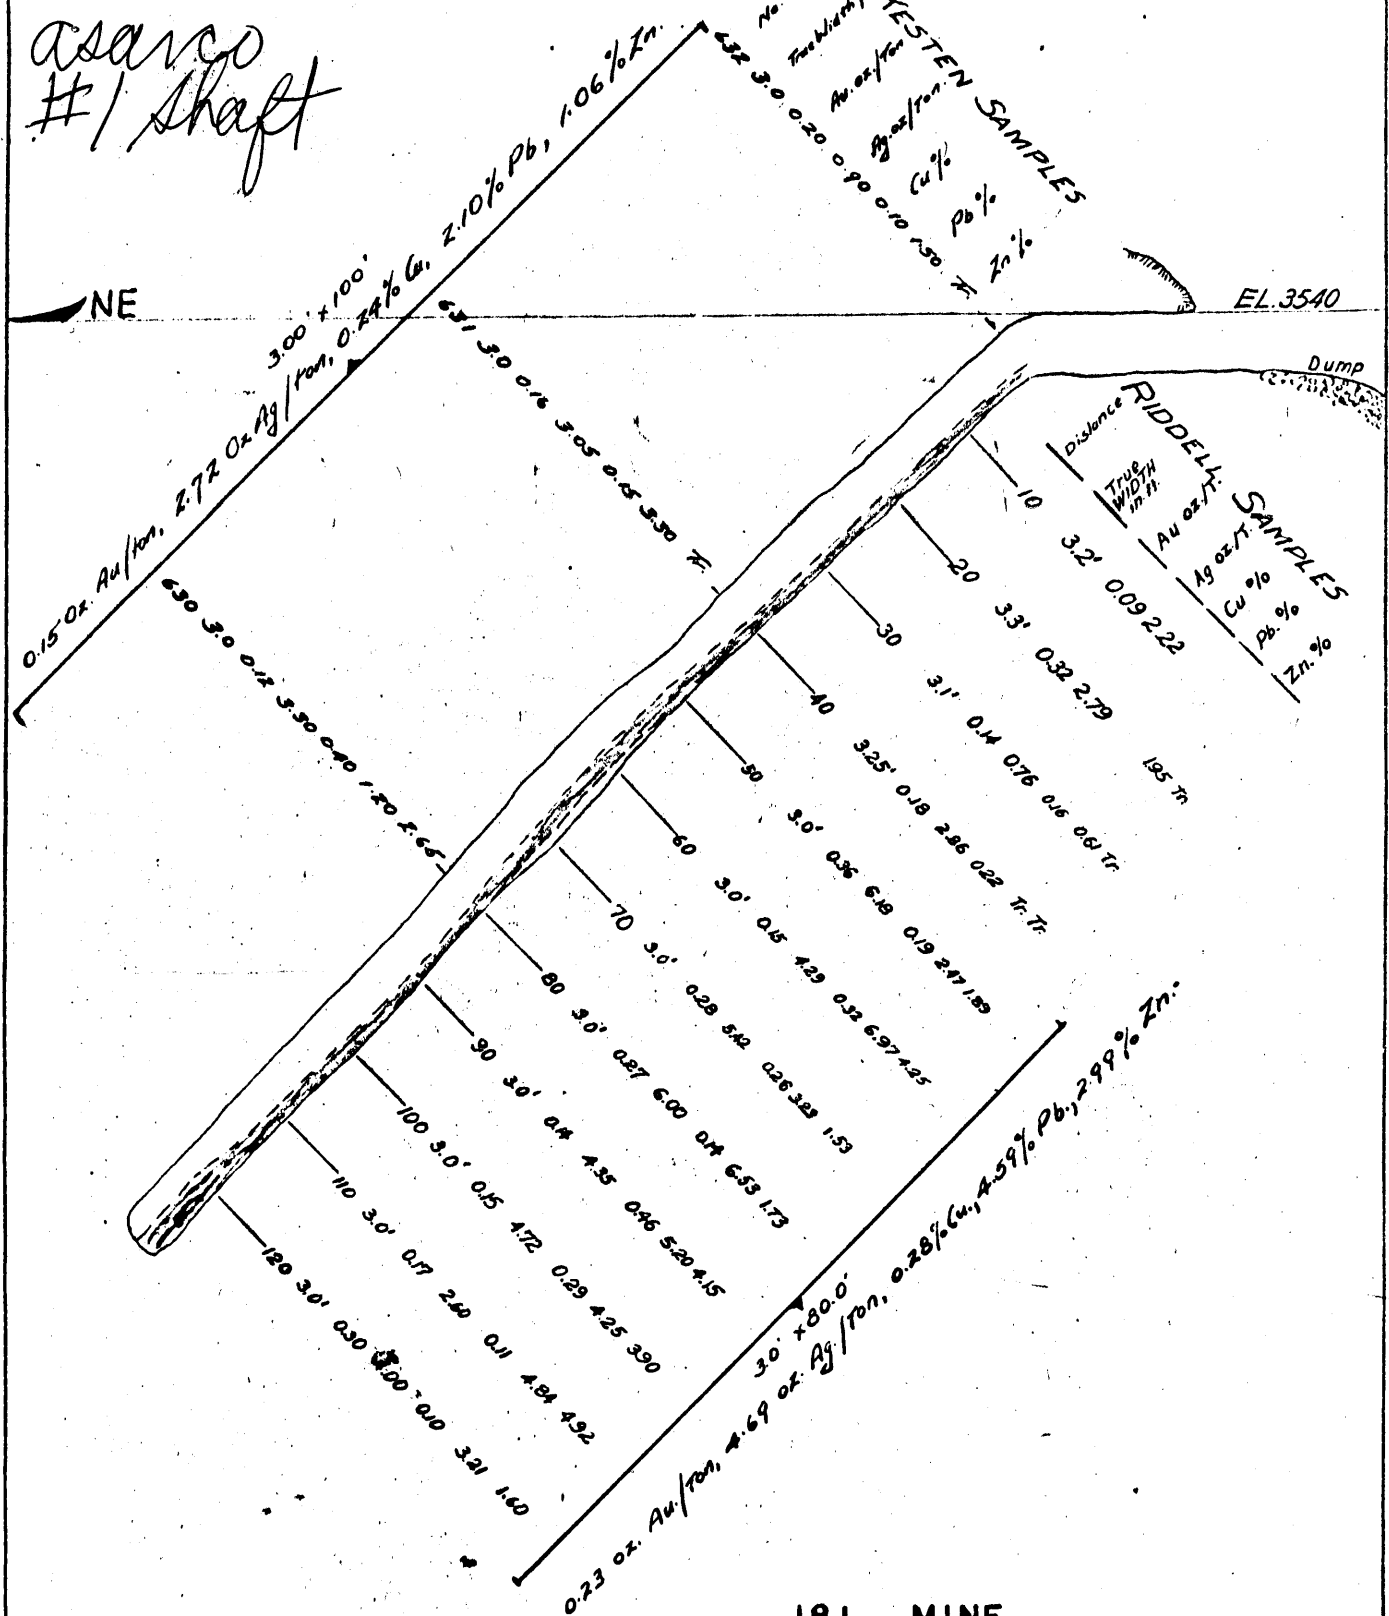 asarco
#1 Shaft
No.
True Width,
Au. oz./Ton
Ag. oz/Ton.
Cu %
Pb %
Zn %
YESTEN SAMPLES
632 3.0 0.20 0.90 0.10 1.50 Tr.
3.00' x 100'
0.15 Oz. Au/ton, 2.72 Oz. Ag/ton, 0.24% Cu, 2.10% Pb, 1.06% Zn.
NE
EL. 3540
Dump
631 3.0 0.16 3.05 0.15 3.30 Tr.
630 3.0 0.12 3.30 0.40 1.20 2.65
RIDDELL SAMPLES
Distance
True WIDTH in ft.
Au oz./T.
Ag oz/T.
Cu %
Pb. %
Zn. %
10 3.2' 0.09 2.22
20 3.3' 0.32 2.79 1.95 Tr.
30 3.1' 0.14 0.76 0.16 0.61 Tr.
40 3.25' 0.18 2.86 0.22 Tr. Tr.
50 3.0' 0.36 6.18 0.19 2.47 1.89
60 3.0' 0.15 4.29 0.32 6.97 4.25
70 3.0' 0.28 5.42 0.26 3.23 1.53
80 3.0' 0.27 6.00 0.14 6.53 1.73
90 3.0' 0.14 4.35 0.46 5.20 4.15
100 3.0' 0.15 4.72 0.29 4.25 3.90
110 3.0' 0.17 2.60 0.11 4.84 4.92
120 3.0' 0.30 4.00 0.10 3.21 1.60
3.0' x 80.0'
0.23 oz. Au./Ton, 4.69 oz. Ag./Ton, 0.28% Cu., 4.59% Pb., 2.99% Zn.
181 MINE